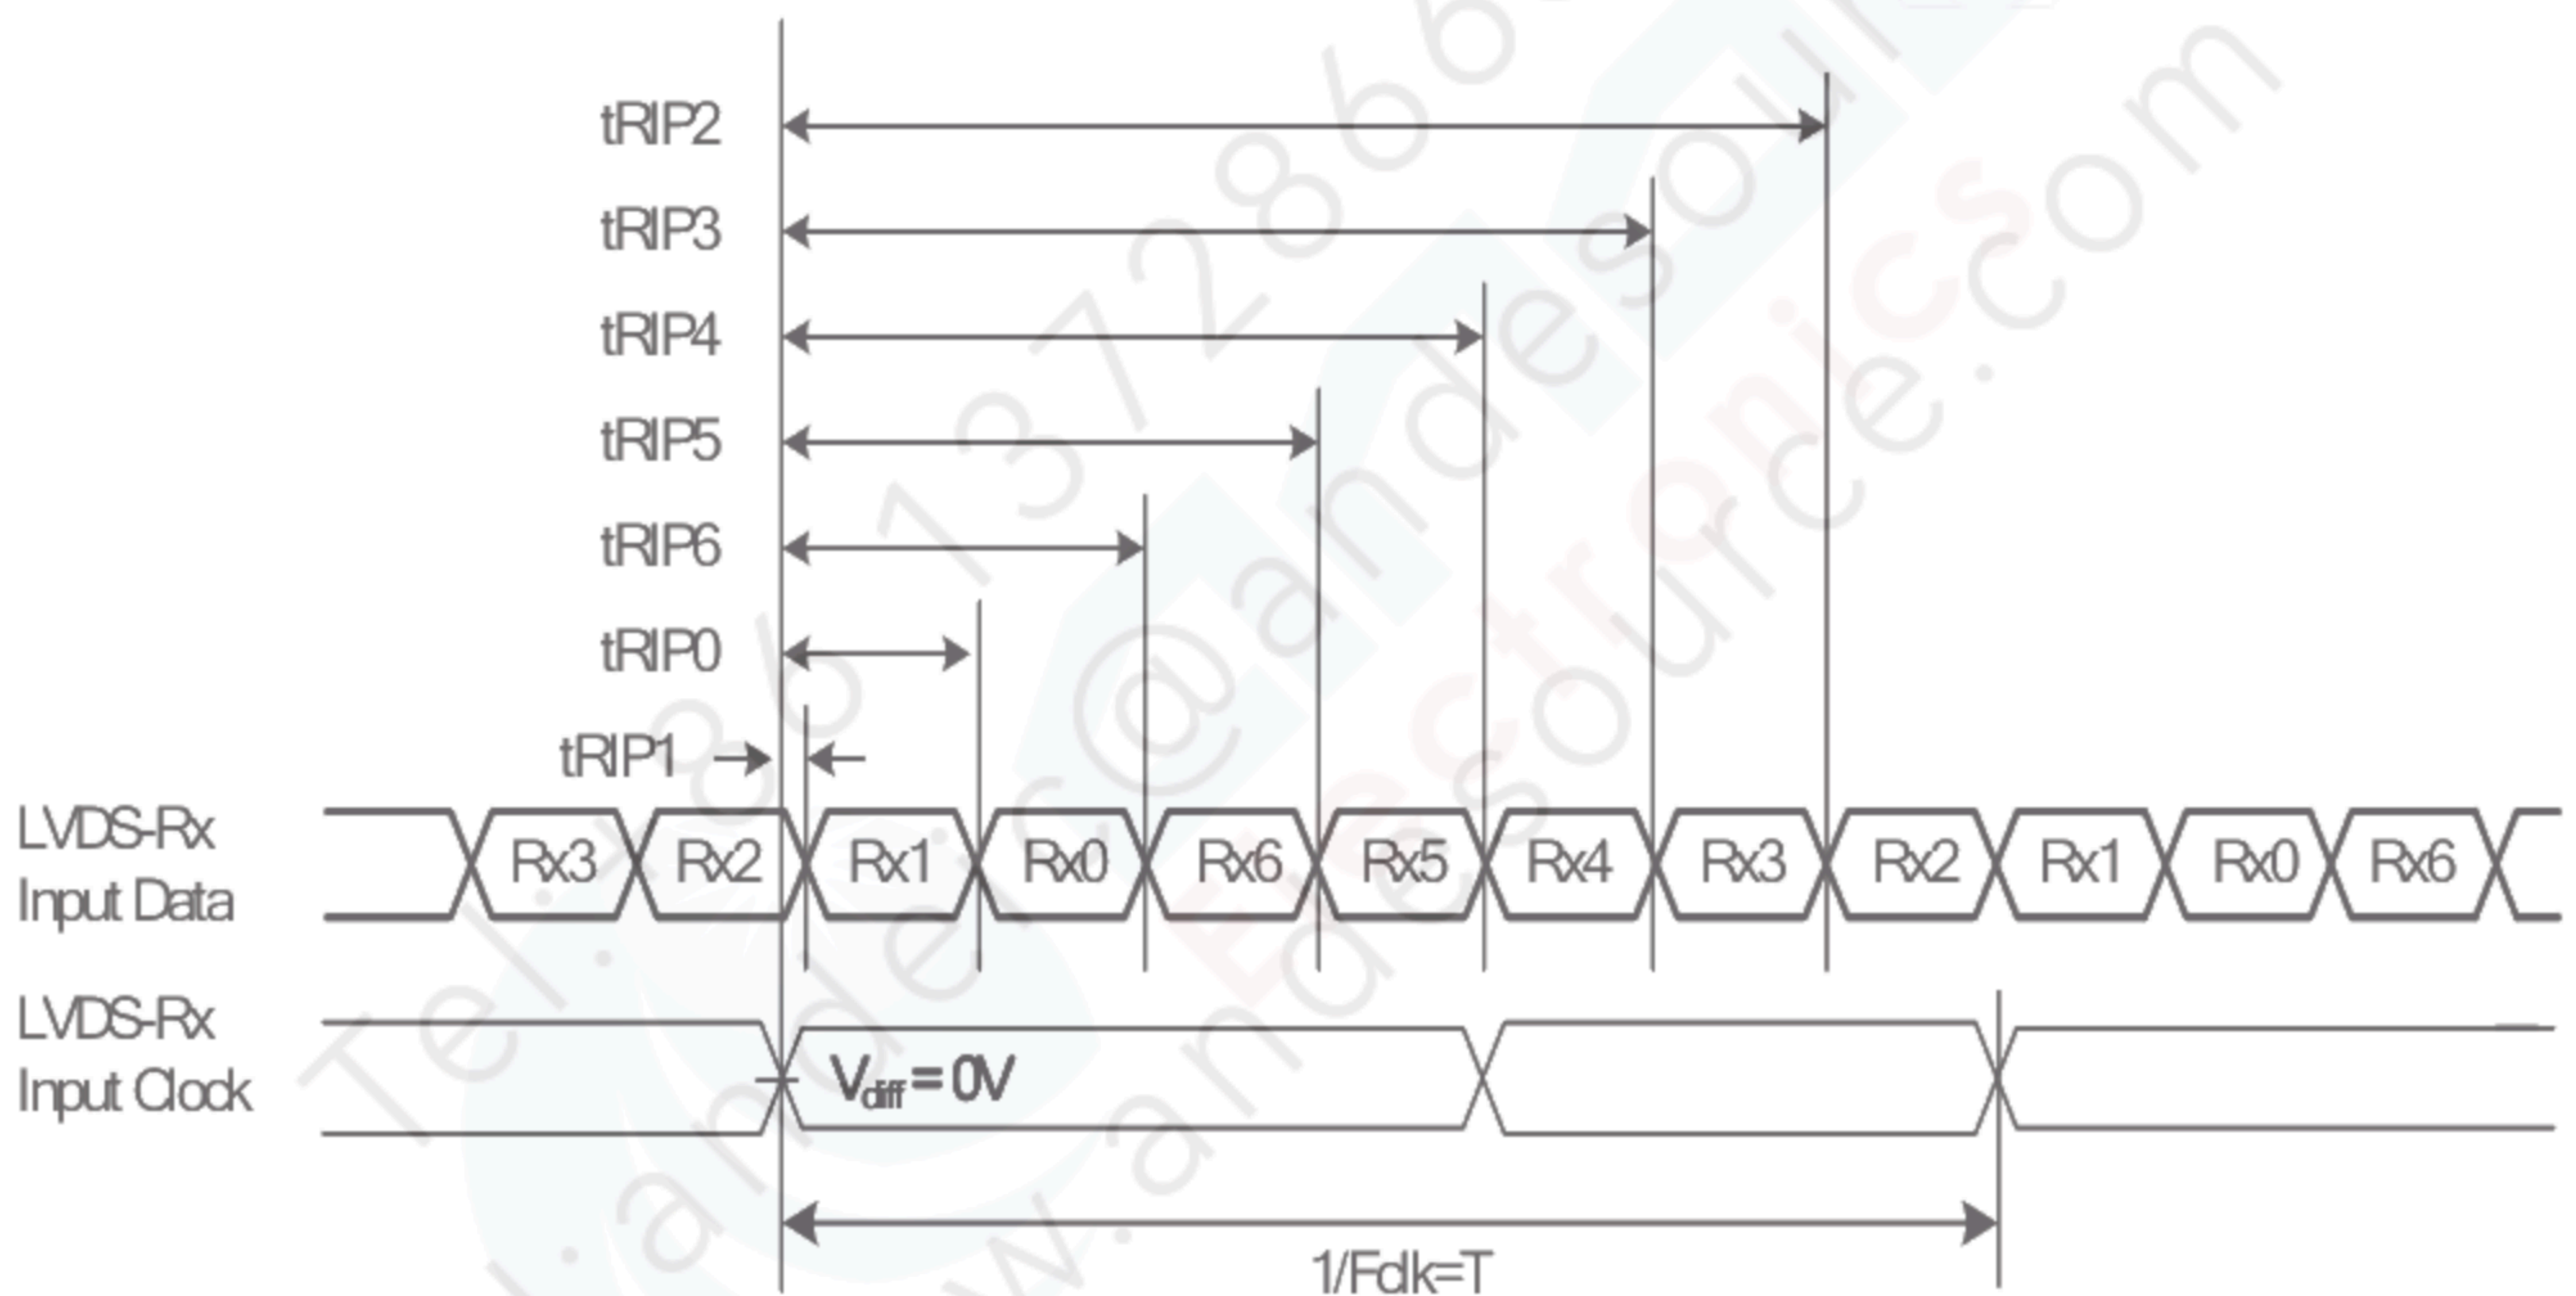 tRIP2
tRIP3
tRIP4
tRIP5
tRIP6
tRIP0
tRIP1
LVDS-Rx
Input Data
Rx3 Rx2 Rx1 Rx0 Rx6 Rx5 Rx4 Rx3 Rx2 Rx1 Rx0 Rx6
LVDS-Rx
Input Clock
Vdiff = 0V
1/Fclk=T
Electronics